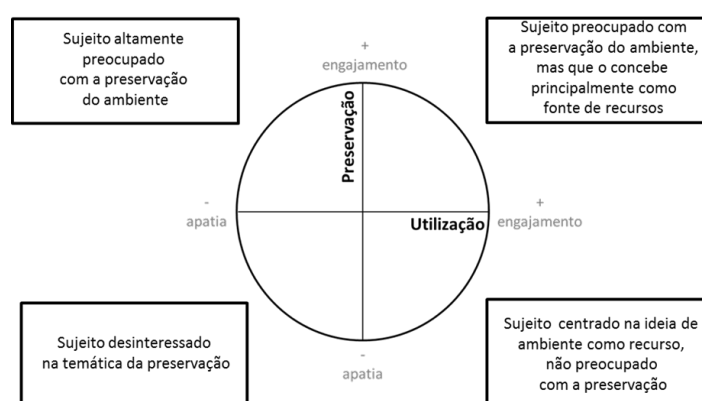 Sujeito altamente
preocupado
com a preservação
do ambiente
+
engajamento
Sujeito preocupado com
a preservação do ambiente,
mas que o concebe
principalmente como
fonte de recursos
Preservação
-
apatia
Utilização
+
engajamento
Sujeito desinteressado
na temática da preservação
-
apatia
Sujeito centrado na ideia de
ambiente como recurso,
não preocupado
com a preservação